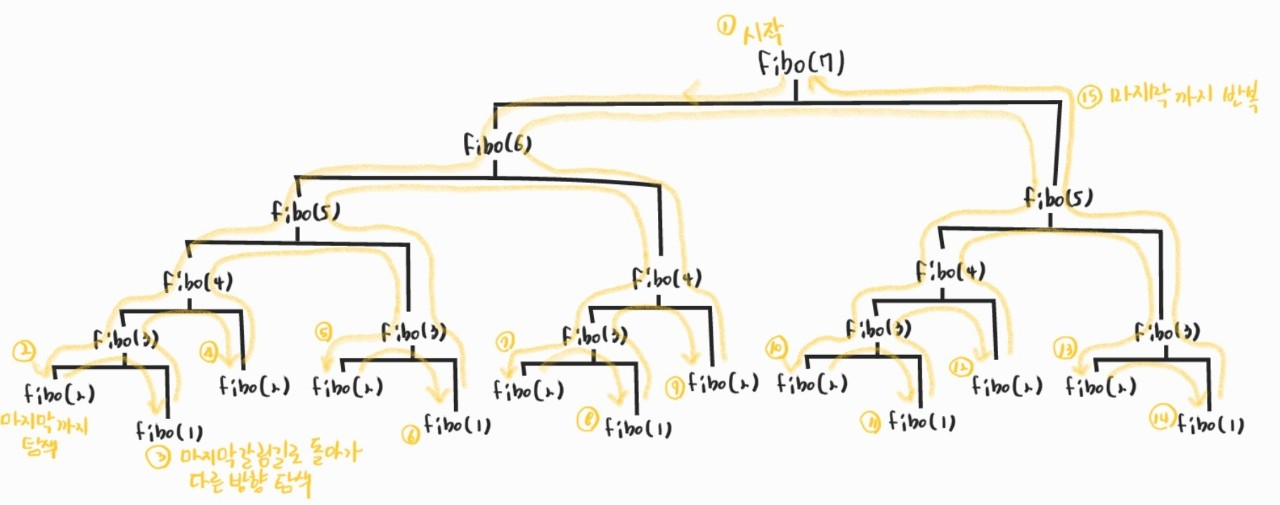 ① 시작
fibo(7)
⑮ 마지막까지 반복
fibo(6)
fibo(5)
fibo(5)
fibo(4)
fibo(4)
fibo(4)
② fibo(3)
④
⑤ fibo(3)
⑦ fibo(3)
⑩ fibo(3)
⑬ fibo(3)
fibo(2)
fibo(2)
fibo(2)
fibo(2)
⑨ fibo(2)
fibo(2)
⑫ fibo(2)
fibo(2)
마지막까지
탐색
fibo(1)
⑥ fibo(1)
⑧ fibo(1)
⑪ fibo(1)
⑭ fibo(1)
③ 마지막갈림길로 돌아가
다른 방향 탐색